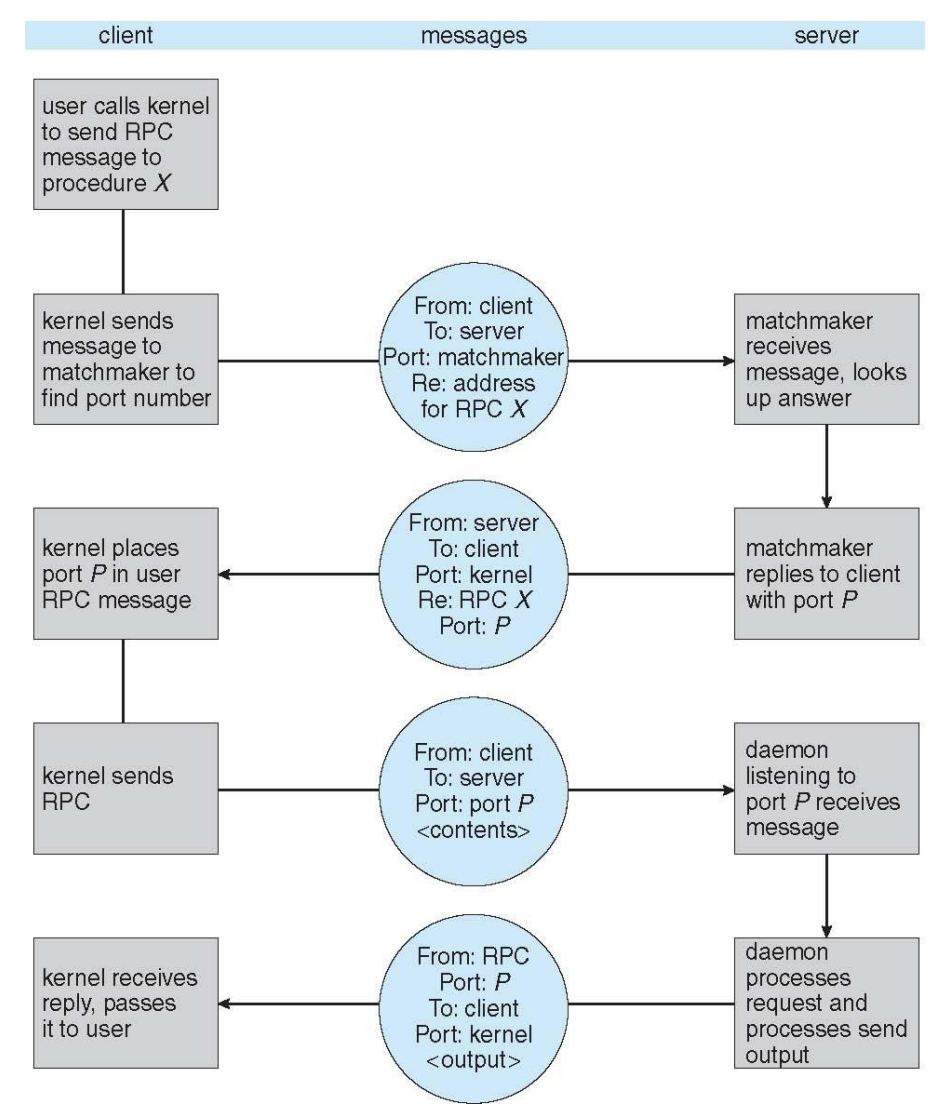 client
messages
server
user calls kernel
to send RPC
message to
procedure X
kernel sends
message to
matchmaker to
find port number
From: client
To: server
Port: matchmaker
Re: address
for RPC X
matchmaker
receives
message, looks
up answer
kernel places
port P in user
RPC message
From: server
To: client
Port: kernel
Re: RPC X
Port: P
matchmaker
replies to client
with port P
kernel sends
RPC
From: client
To: server
Port: port P
<contents>
daemon
listening to
port P receives
message
kernel receives
reply, passes
it to user
From: RPC
Port: P
To: client
Port: kernel
<output>
daemon
processes
request and
processes send
output